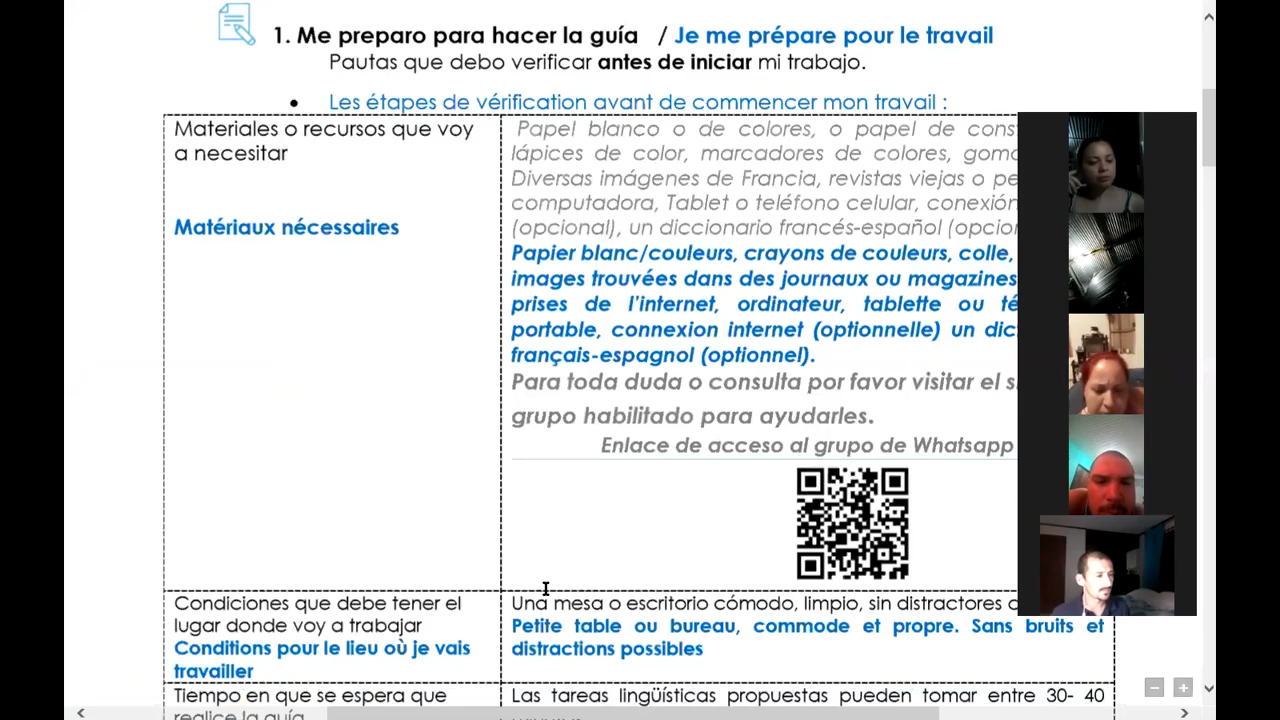 1. Me preparo para hacer la guía / Je me prépare pour le travail
Pautas que debo verificar antes de iniciar mi trabajo.
• Les étapes de vérification avant de commencer mon travail :
Materiales o recursos que voy
a necesitar
Matériaux nécessaires
Papel blanco o de colores, o papel de
lápices de color, marcadores de colores,
Diversas imágenes de Francia, revistas viejas o
computadora, Tablet o teléfono celular, conexión
(opcional), un diccionario francés-español
Papier blanc/couleurs, crayons de couleurs, colle,
images trouvées dans des journaux ou magazines
prises de l'internet, ordinateur, tablette ou
portable, connexion internet (optionnelle) un
français-espagnol (optionnel).
Para toda duda o consulta por favor visitar el
grupo habilitado para ayudarles.
Enlace de acceso al grupo de Whatsapp
Condiciones que debe tener el
lugar donde voy a trabajar
Conditions pour le lieu où je vais
travailler
Una mesa o escritorio cómodo, limpio, sin distractores
Petite table ou bureau, commode et propre. Sans bruits et
distractions possibles
Tiempo en que se espera que
realice la guía
Las tareas lingüísticas propuestas pueden tomar entre 30- 40